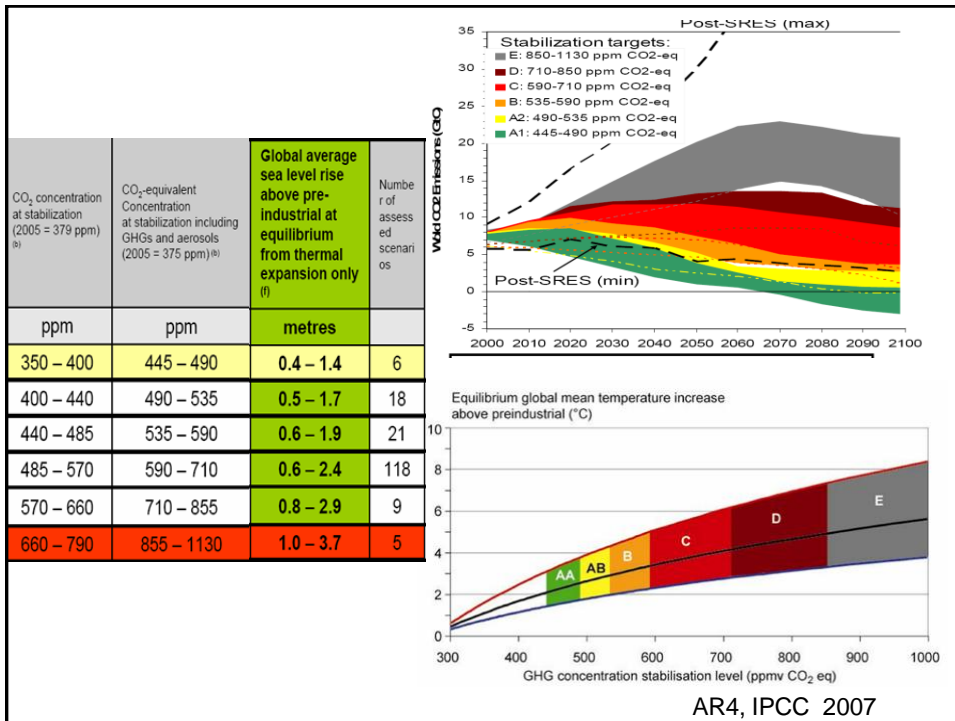 CO2 concentration
at stabilization
(2005 = 379 ppm)
(b)
CO2-equivalent
Concentration
at stabilization including
GHGs and aerosols
(2005 = 375 ppm) (b)
Global average
sea level rise
above pre-
industrial at
equilibrium
from thermal
expansion only
(f)
Numbe
r of
assess
ed
scenari
os
ppm ppm metres
350 – 400 445 – 490 0.4 – 1.4 6
400 – 440 490 – 535 0.5 – 1.7 18
440 – 485 535 – 590 0.6 – 1.9 21
485 – 570 590 – 710 0.6 – 2.4 118
570 – 660 710 – 855 0.8 – 2.9 9
660 – 790 855 – 1130 1.0 – 3.7 5
Post-SRES (max)
Stabilization targets:
E: 850-1130 ppm CO2-eq
D: 710-850 ppm CO2-eq
C: 590-710 ppm CO2-eq
B: 535-590 ppm CO2-eq
A2: 490-535 ppm CO2-eq
A1: 445-490 ppm CO2-eq
35
30
25
20
15
10
5
0
-5
CO2 Emissions
Post-SRES (min)
2000 2010 2020 2030 2040 2050 2060 2070 2080 2090 2100
Equilibrium global mean temperature increase
above preindustrial (°C)
10
8
6
4
2
0
AA AB B C D E
300 400 500 600 700 800 900 1000
GHG concentration stabilisation level (ppmv CO2 eq)
AR4, IPCC 2007